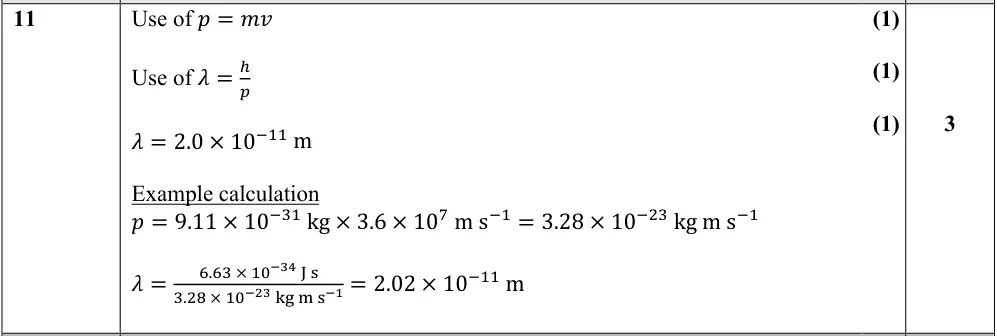 11 Use of 𝑝 = 𝑚𝑣 (1)
Use of 𝜆 = ℎ/𝑝 (1)
𝜆 = 2.0 × 10⁻¹¹ m (1) 3
Example calculation
𝑝 = 9.11 × 10⁻³¹ kg × 3.6 × 10⁷ m s⁻¹ = 3.28 × 10⁻²³ kg m s⁻¹
𝜆 = 6.63 × 10⁻³⁴ J s / 3.28 × 10⁻²³ kg m s⁻¹ = 2.02 × 10⁻¹¹ m